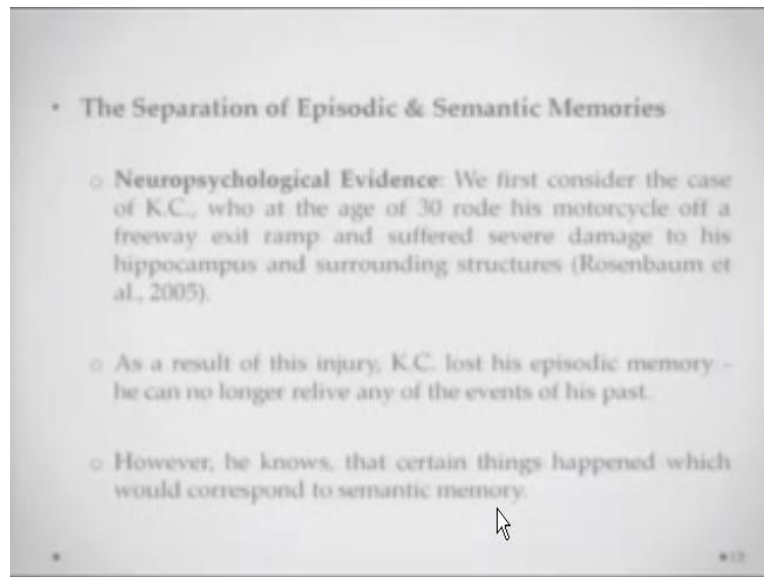 • The Separation of Episodic & Semantic Memories
o Neuropsychological Evidence: We first consider the case
of K.C., who at the age of 30 rode his motorcycle off a
freeway exit ramp and suffered severe damage to his
hippocampus and surrounding structures (Rosenbaum et
al., 2005).
o As a result of this injury, K.C. lost his episodic memory -
he can no longer relive any of the events of his past.
o However, he knows, that certain things happened which
would correspond to semantic memory.